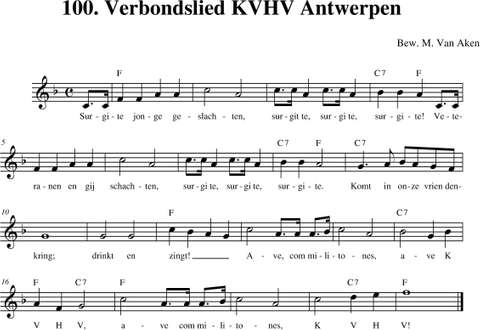 100. Verbondslied KVHV Antwerpen
Bew. M. Van Aken
F C7 F
Sur - gi - te jon - ge ge - slach - ten, sur - git te, sur - gi te, sur - gi - te! Ve - te-
5 C7 F C7
ra - nen en gij schach - ten, sur - gi te, sur - gi te, sur - gi - te. Komt in on - ze vrien den-
10 F C7
kring; drinkt en zingt! A - ve, com mi - li - to - nes, a - ve K
16 F C7 F C7 F
V H V, a - ve com mi - li - to - nes, K V H V!